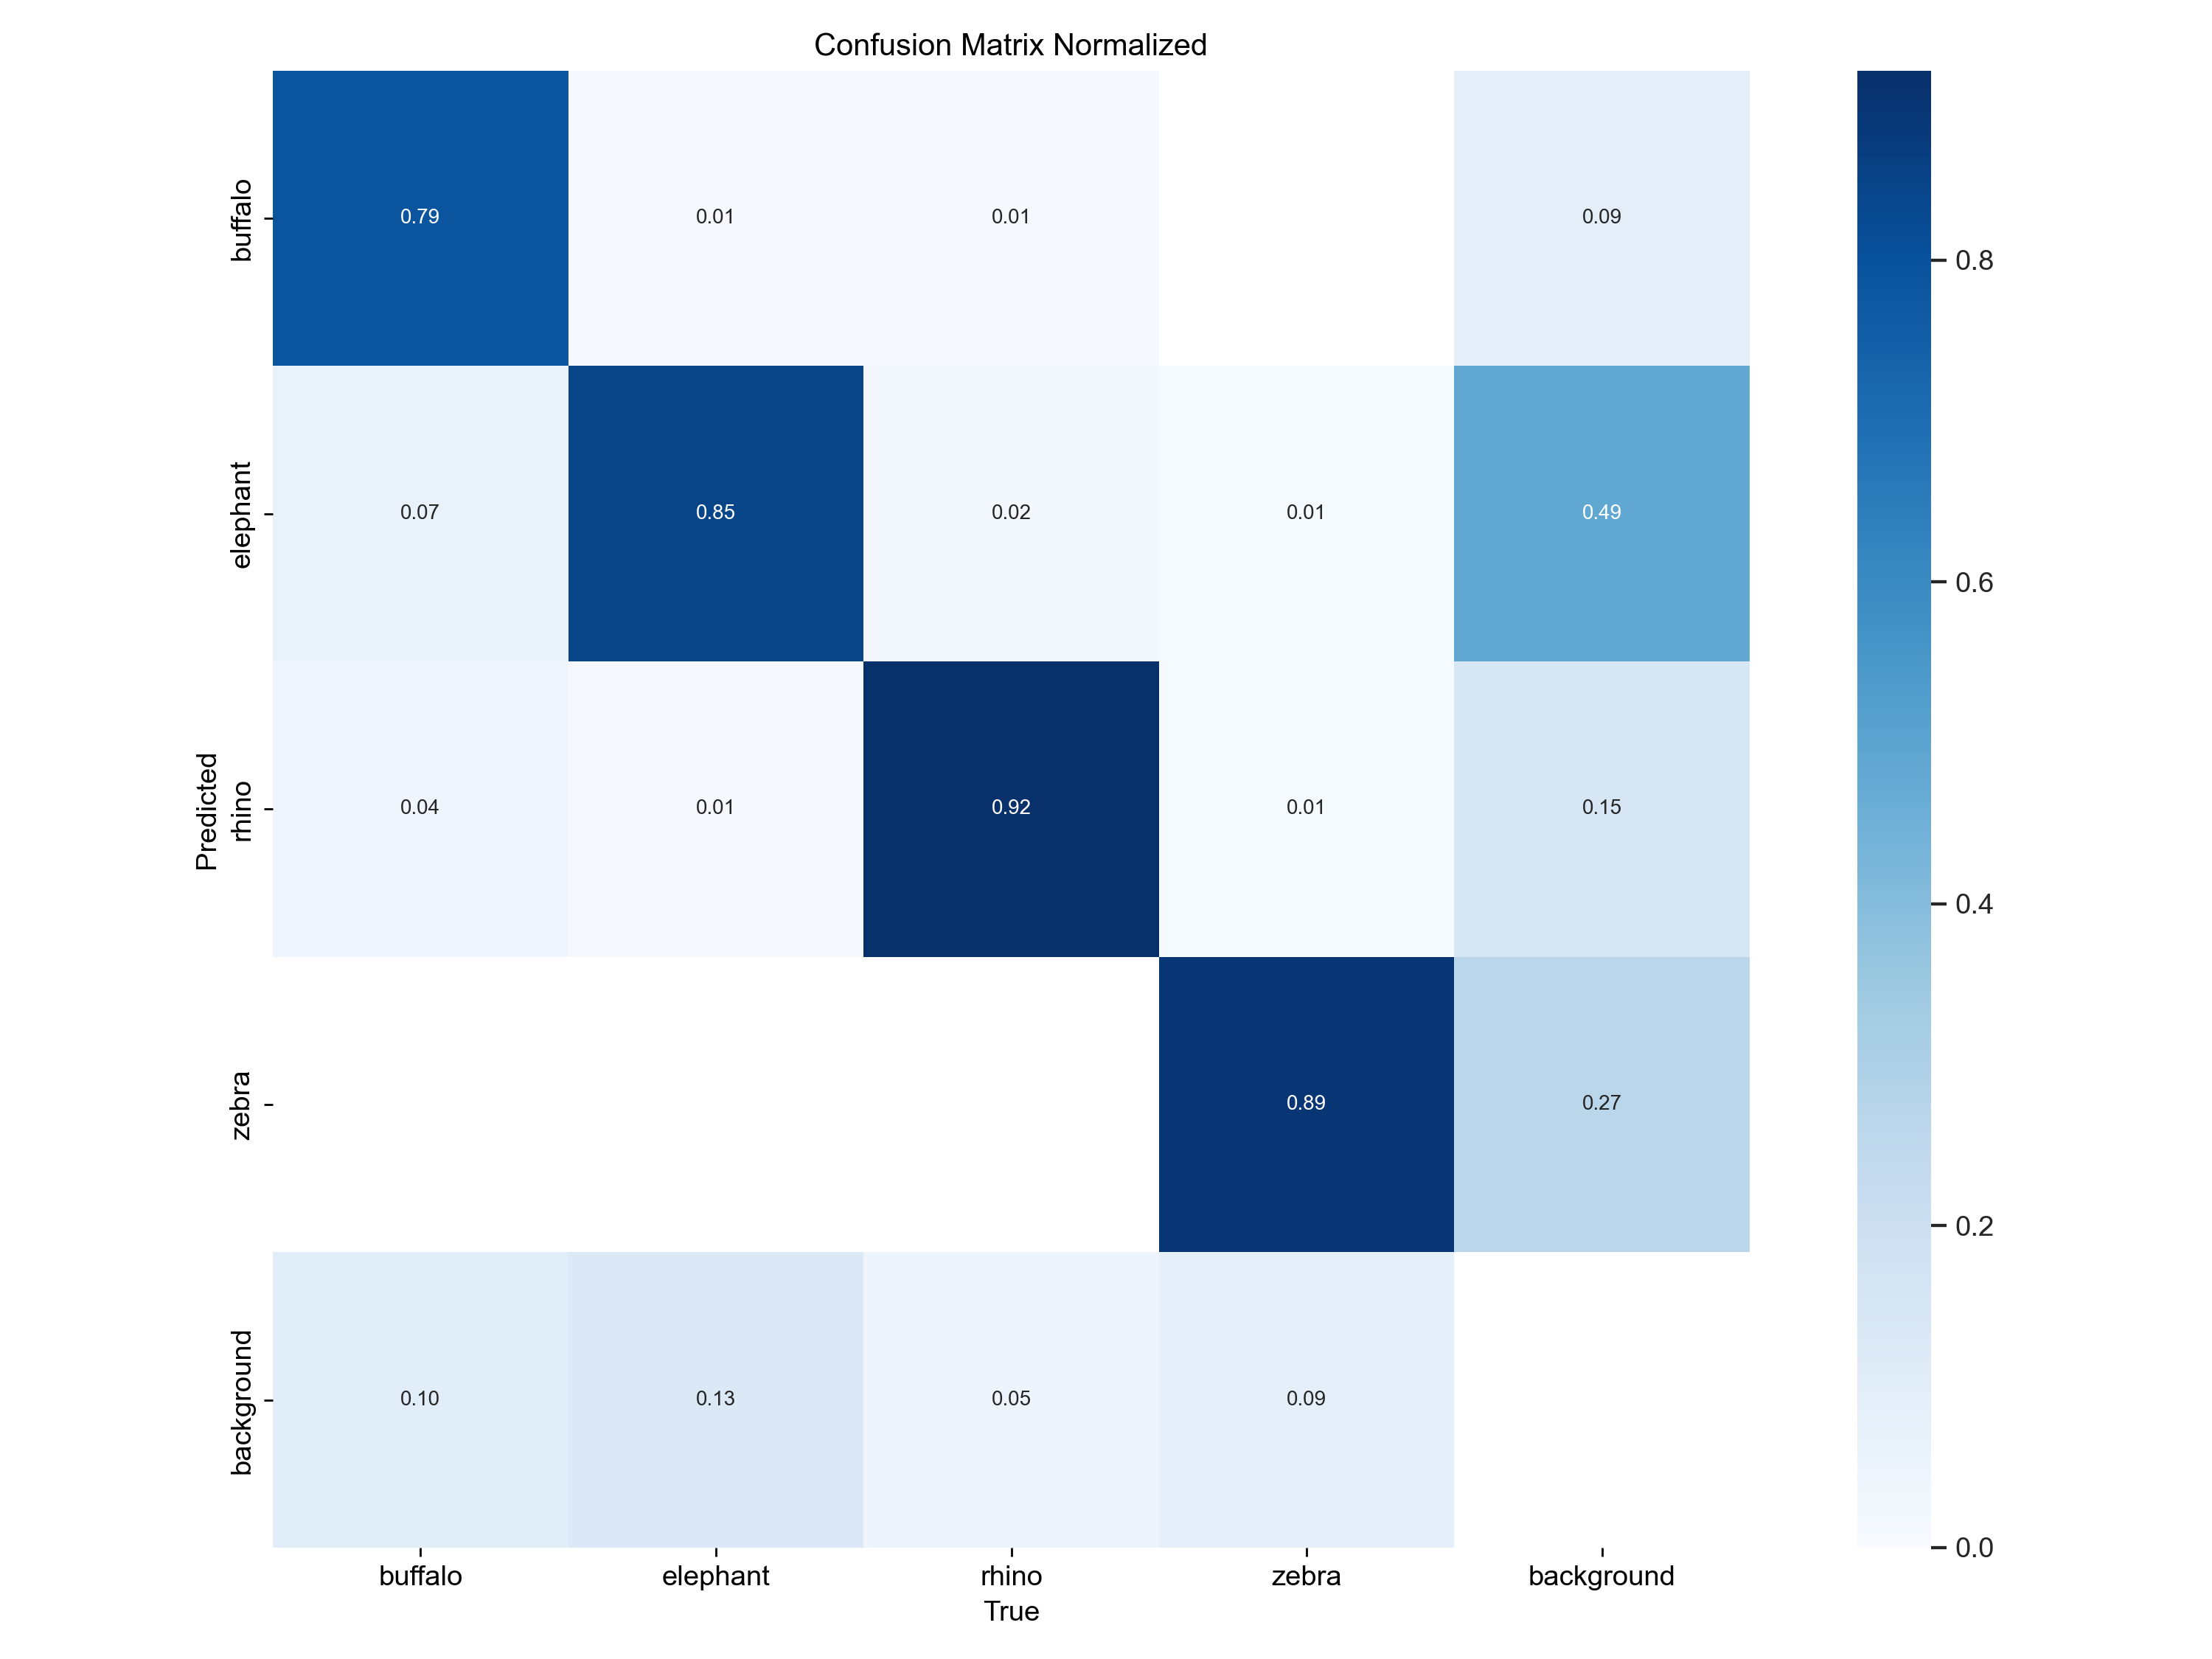 Confusion Matrix Normalized
buffalo 0.79 0.01 0.01 0.09
elephant 0.07 0.85 0.02 0.01 0.49
rhino 0.04 0.01 0.92 0.01 0.15
zebra 0.89 0.27
background 0.10 0.13 0.05 0.09
Predicted
buffalo elephant rhino zebra background
True
0.8
0.6
0.4
0.2
0.0